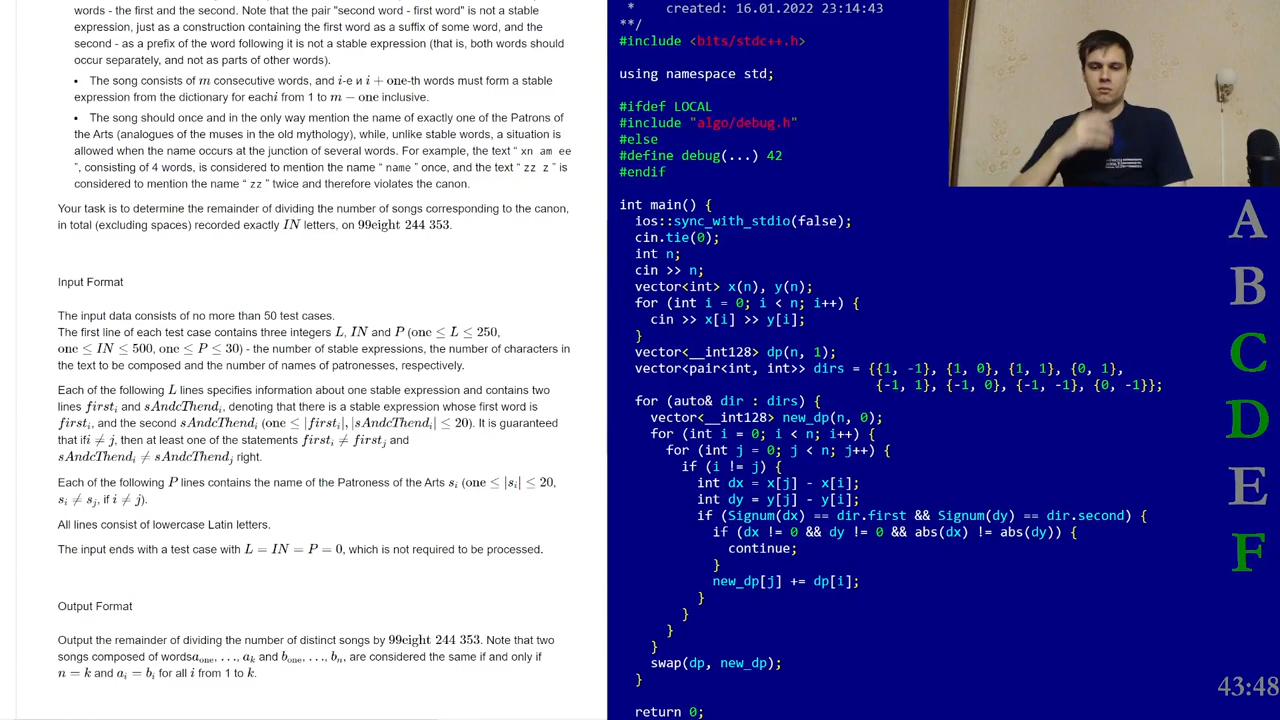 words - the first and the second. Note that the pair "second word - first word" is not a stable
expression, just as a construction containing the first word as a suffix of some word, and the
second - as a prefix of the word following it is not a stable expression (that is, both words should
occur separately, and not as parts of other words).
• The song consists of m consecutive words, and i-e и i + one-th words must form a stable
expression from the dictionary for eachi from 1 to m − one inclusive.
• The song should once and in the only way mention the name of exactly one of the Patrons of
the Arts (analogues of the muses in the old mythology), while, unlike stable words, a situation is
allowed when the name occurs at the junction of several words. For example, the text “ xn am ee
”, consisting of 4 words, is considered to mention the name “ name ” once, and the text “ zz z ” is
considered to mention the name “ zz ” twice and therefore violates the canon.
Your task is to determine the remainder of dividing the number of songs corresponding to the canon,
in total (excluding spaces) recorded exactly IN letters, on 99eight 244 353.
Input Format
The input data consists of no more than 50 test cases.
The first line of each test case contains three integers L, IN and P (one ≤ L ≤ 250,
one ≤ IN ≤ 500, one ≤ P ≤ 30) - the number of stable expressions, the number of characters in
the text to be composed and the number of names of patronesses, respectively.
Each of the following L lines specifies information about one stable expression and contains two
lines first_i and sAndcThend_i, denoting that there is a stable expression whose first word is
first_i, and the second sAndcThend_i (one ≤ |first_i|, |sAndcThend_i| ≤ 20). It is guaranteed
that ifi ≠ j, then at least one of the statements first_i ≠ first_j and
sAndcThend_i ≠ sAndcThend_j right.
Each of the following P lines contains the name of the Patroness of the Arts s_i (one ≤ |s_i| ≤ 20,
s_i ≠ s_j, if i ≠ j).
All lines consist of lowercase Latin letters.
The input ends with a test case with L = IN = P = 0, which is not required to be processed.
Output Format
Output the remainder of dividing the number of distinct songs by 99eight 244 353. Note that two
songs composed of wordsa_one, …, a_k and b_one, …, b_n, are considered the same if and only if
n = k and a_i = b_i for all i from 1 to k.
* created: 16.01.2022 23:14:43
**/
#include <bits/stdc++.h>
using namespace std;
#ifdef LOCAL
#include "algo/debug.h"
#else
#define debug(...) 42
#endif
int main() {
ios::sync_with_stdio(false);
cin.tie(0);
int n;
cin >> n;
vector<int> x(n), y(n);
for (int i = 0; i < n; i++) {
cin >> x[i] >> y[i];
}
vector<__int128> dp(n, 1);
vector<pair<int, int>> dirs = {{1, -1}, {1, 0}, {1, 1}, {0, 1},
{-1, 1}, {-1, 0}, {-1, -1}, {0, -1}};
for (auto& dir : dirs) {
vector<__int128> new_dp(n, 0);
for (int i = 0; i < n; i++) {
for (int j = 0; j < n; j++) {
if (i != j) {
int dx = x[j] - x[i];
int dy = y[j] - y[i];
if (Signum(dx) == dir.first && Signum(dy) == dir.second) {
if (dx != 0 && dy != 0 && abs(dx) != abs(dy)) {
continue;
}
new_dp[j] += dp[i];
}
}
}
}
swap(dp, new_dp);
}
return 0;
A
B
C
D
E
F
43:48